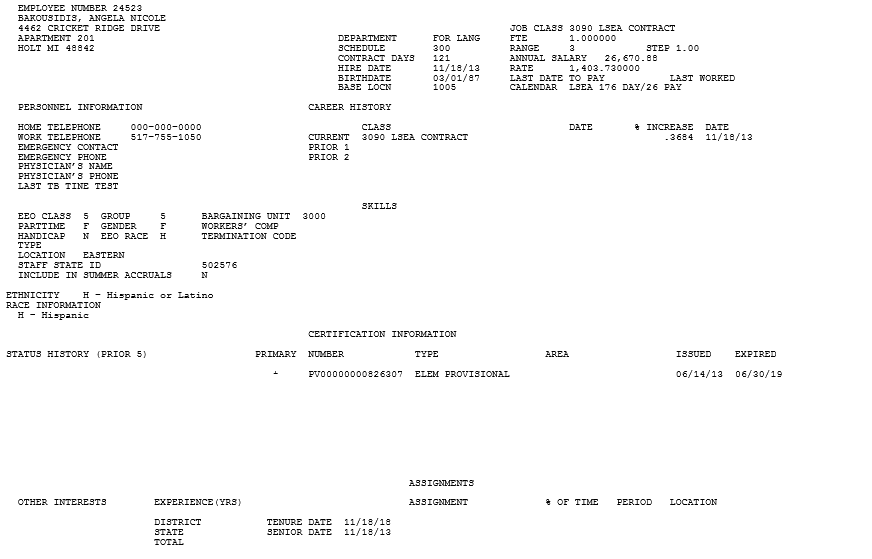 EMPLOYEE NUMBER 24523
BAKOUSIDIS, ANGELA NICOLE
4462 CRICKET RIDGE DRIVE JOB CLASS 3090 LSEA CONTRACT
APARTMENT 201 DEPARTMENT FOR LANG FTE 1.000000
HOLT MI 48842 SCHEDULE 300 RANGE 3 STEP 1.00
CONTRACT DAYS 121 ANNUAL SALARY 26,670.88
HIRE DATE 11/18/13 RATE 1,403.730000
BIRTHDATE 03/01/87 LAST DATE TO PAY LAST WORKED
BASE LOCN 1005 CALENDAR LSEA 176 DAY/26 PAY
PERSONNEL INFORMATION CAREER HISTORY
HOME TELEPHONE 000-000-0000 CLASS DATE % INCREASE DATE
WORK TELEPHONE 517-755-1050 CURRENT 3090 LSEA CONTRACT .3684 11/18/13
EMERGENCY CONTACT PRIOR 1
EMERGENCY PHONE PRIOR 2
PHYSICIAN'S NAME
PHYSICIAN'S PHONE
LAST TB TINE TEST
SKILLS
EEO CLASS 5 GROUP 5 BARGAINING UNIT 3000
PARTTIME F GENDER F WORKERS' COMP
HANDICAP N EEO RACE H TERMINATION CODE
TYPE
LOCATION EASTERN
STAFF STATE ID 502576
INCLUDE IN SUMMER ACCRUALS N
ETHNICITY H - Hispanic or Latino
RACE INFORMATION
H - Hispanic
CERTIFICATION INFORMATION
STATUS HISTORY (PRIOR 5) PRIMARY NUMBER TYPE AREA ISSUED EXPIRED
PV00000000826307 ELEM PROVISIONAL 06/14/13 06/30/19
ASSIGNMENTS
OTHER INTERESTS EXPERIENCE(YRS) ASSIGNMENT % OF TIME PERIOD LOCATION
DISTRICT TENURE DATE 11/18/18
STATE SENIOR DATE 11/18/13
TOTAL